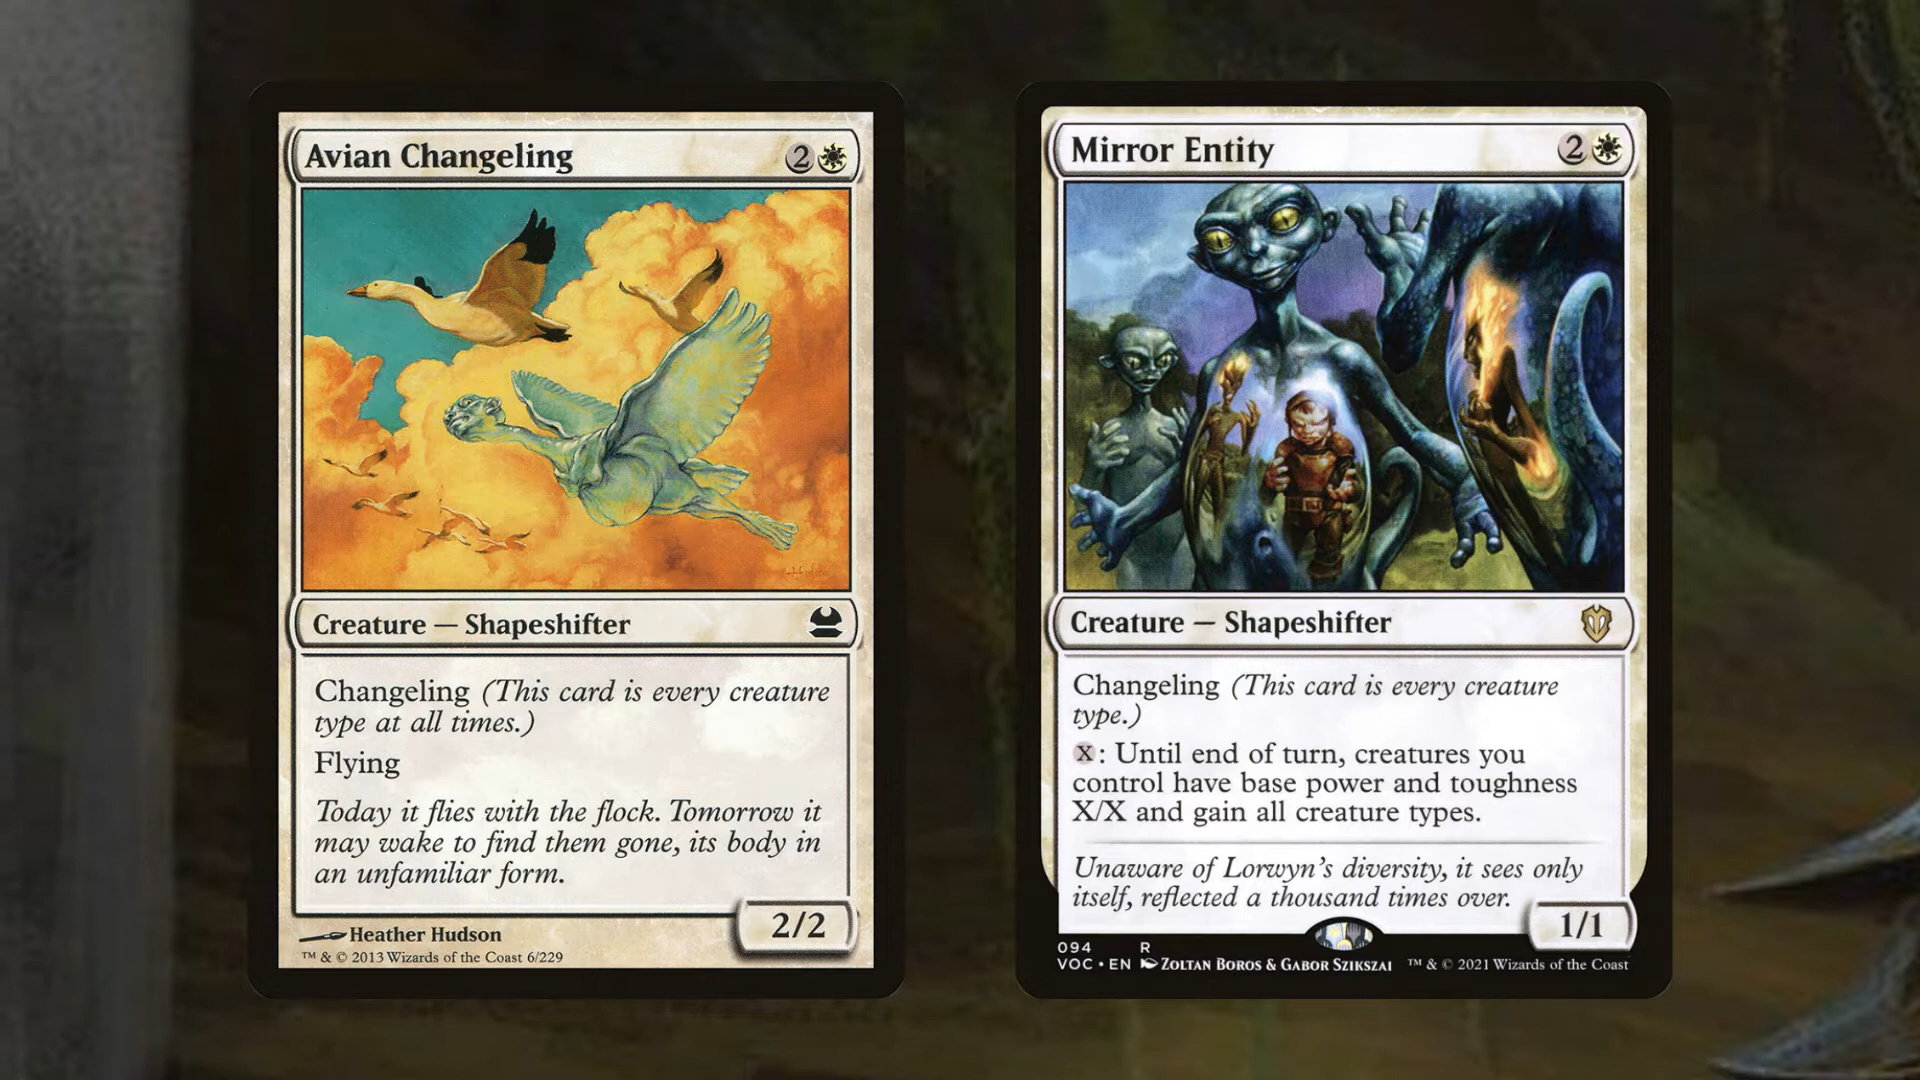 Avian Changeling 2
Creature — Shapeshifter
Changeling (This card is every creature
type at all times.)
Flying
Today it flies with the flock. Tomorrow it
may wake to find them gone, its body in
an unfamiliar form.
2/2
Heather Hudson
™ & © 2013 Wizards of the Coast 6/229
Mirror Entity 2
Creature — Shapeshifter
Changeling (This card is every creature
type.)
X: Until end of turn, creatures you
control have base power and toughness
X/X and gain all creature types.
Unaware of Lorwyn's diversity, it sees only
itself, reflected a thousand times over.
1/1
094 R
VOC • EN Zoltan Boros & Gabor Szikszai ™ & © 2021 Wizards of the Coast